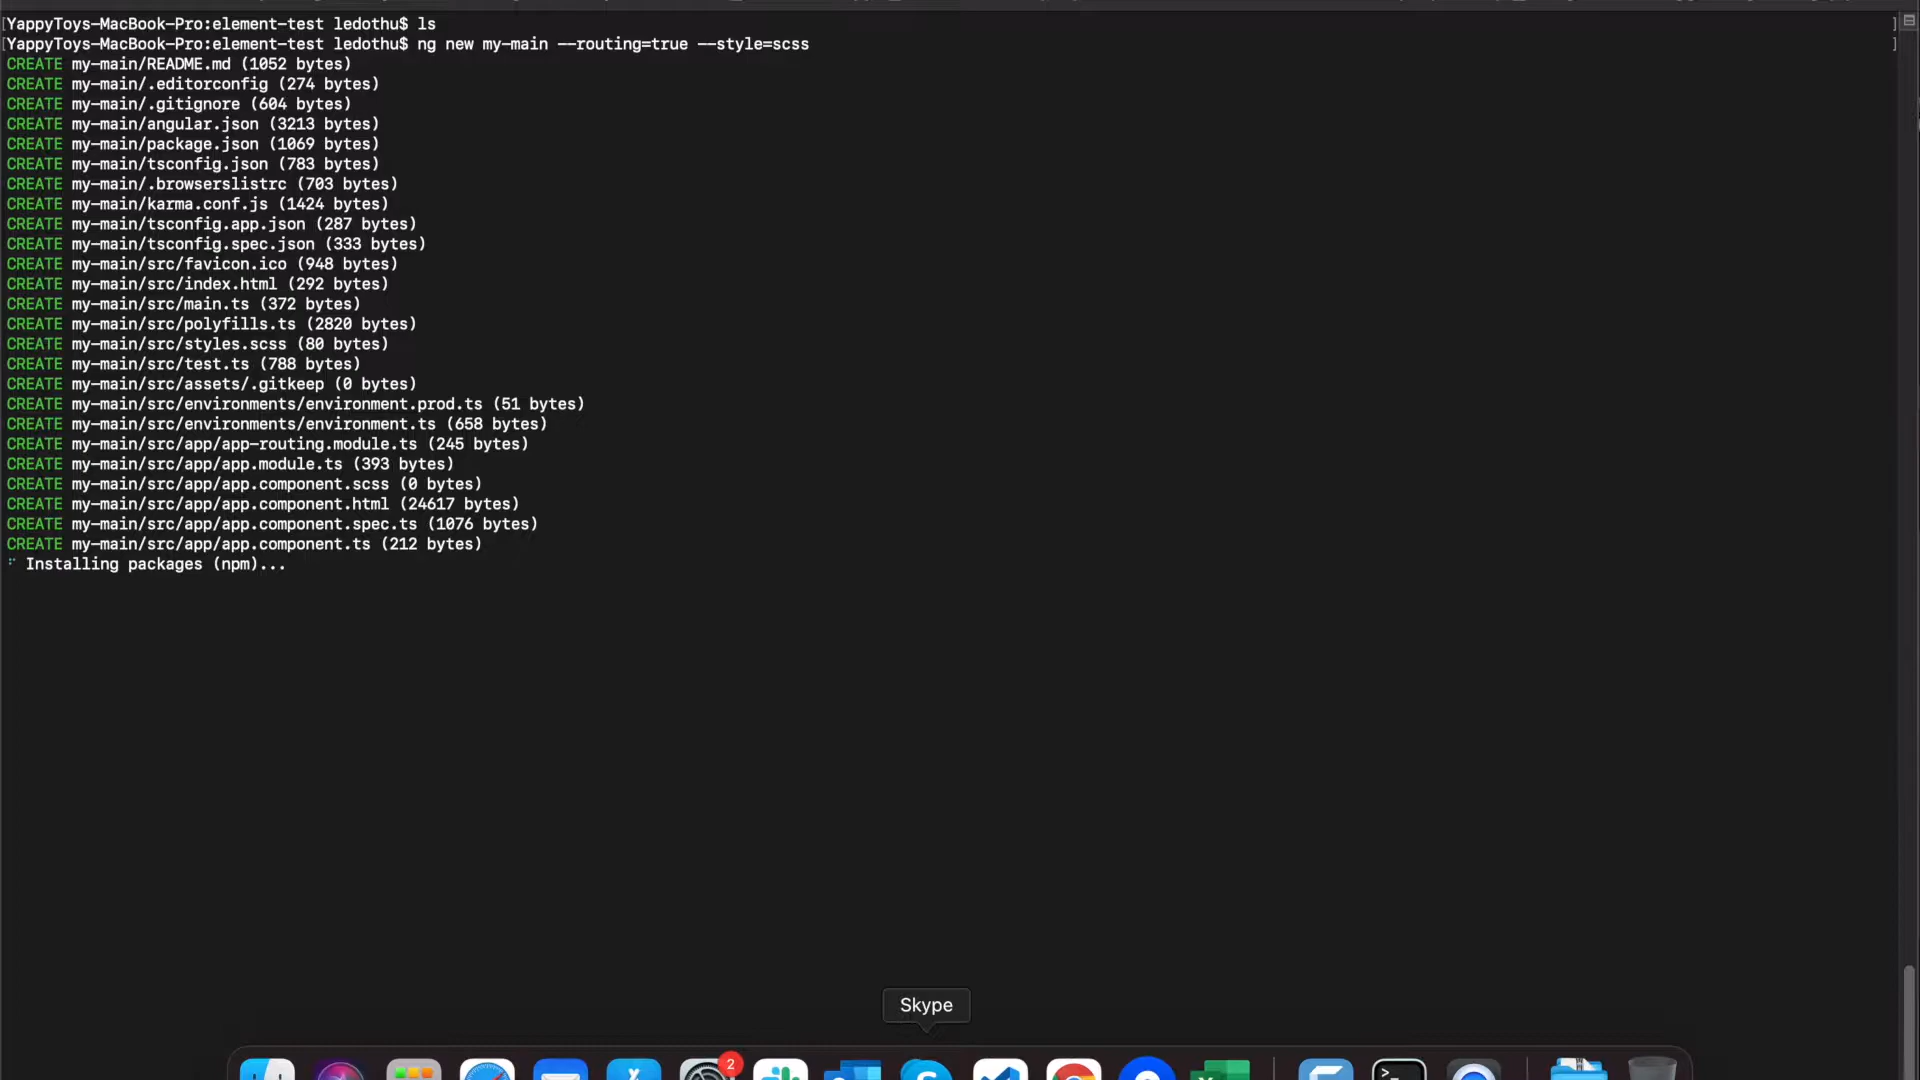 [YappyToys-MacBook-Pro:element-test ledothu$ ls ]
[YappyToys-MacBook-Pro:element-test ledothu$ ng new my-main --routing=true --style=scss ]
CREATE my-main/README.md (1052 bytes)
CREATE my-main/.editorconfig (274 bytes)
CREATE my-main/.gitignore (604 bytes)
CREATE my-main/angular.json (3213 bytes)
CREATE my-main/package.json (1069 bytes)
CREATE my-main/tsconfig.json (783 bytes)
CREATE my-main/.browserslistrc (703 bytes)
CREATE my-main/karma.conf.js (1424 bytes)
CREATE my-main/tsconfig.app.json (287 bytes)
CREATE my-main/tsconfig.spec.json (333 bytes)
CREATE my-main/src/favicon.ico (948 bytes)
CREATE my-main/src/index.html (292 bytes)
CREATE my-main/src/main.ts (372 bytes)
CREATE my-main/src/polyfills.ts (2820 bytes)
CREATE my-main/src/styles.scss (80 bytes)
CREATE my-main/src/test.ts (788 bytes)
CREATE my-main/src/assets/.gitkeep (0 bytes)
CREATE my-main/src/environments/environment.prod.ts (51 bytes)
CREATE my-main/src/environments/environment.ts (658 bytes)
CREATE my-main/src/app/app-routing.module.ts (245 bytes)
CREATE my-main/src/app/app.module.ts (393 bytes)
CREATE my-main/src/app/app.component.scss (0 bytes)
CREATE my-main/src/app/app.component.html (24617 bytes)
CREATE my-main/src/app/app.component.spec.ts (1076 bytes)
CREATE my-main/src/app/app.component.ts (212 bytes)
Installing packages (npm)...
Skype
2